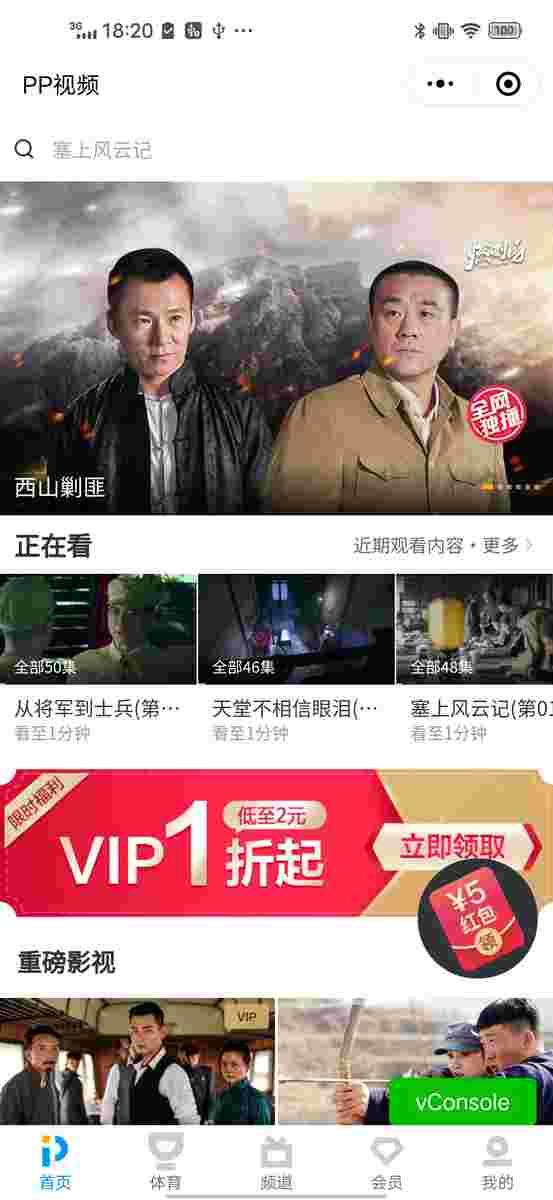 3G 18:20 100
PP视频
塞上风云记
全网
独播
西山剿匪
正在看
近期观看内容·更多
全部50集
全部46集
全部48集
从将军到士兵(第…
天堂不相信眼泪(…
塞上风云记(第01
看至1分钟
看至1分钟
看至1分钟
限时福利
VIP1折起
低至2元
立即领取
¥5
红包
领
重磅影视
VIP
vConsole
首页
体育
频道
会员
我的